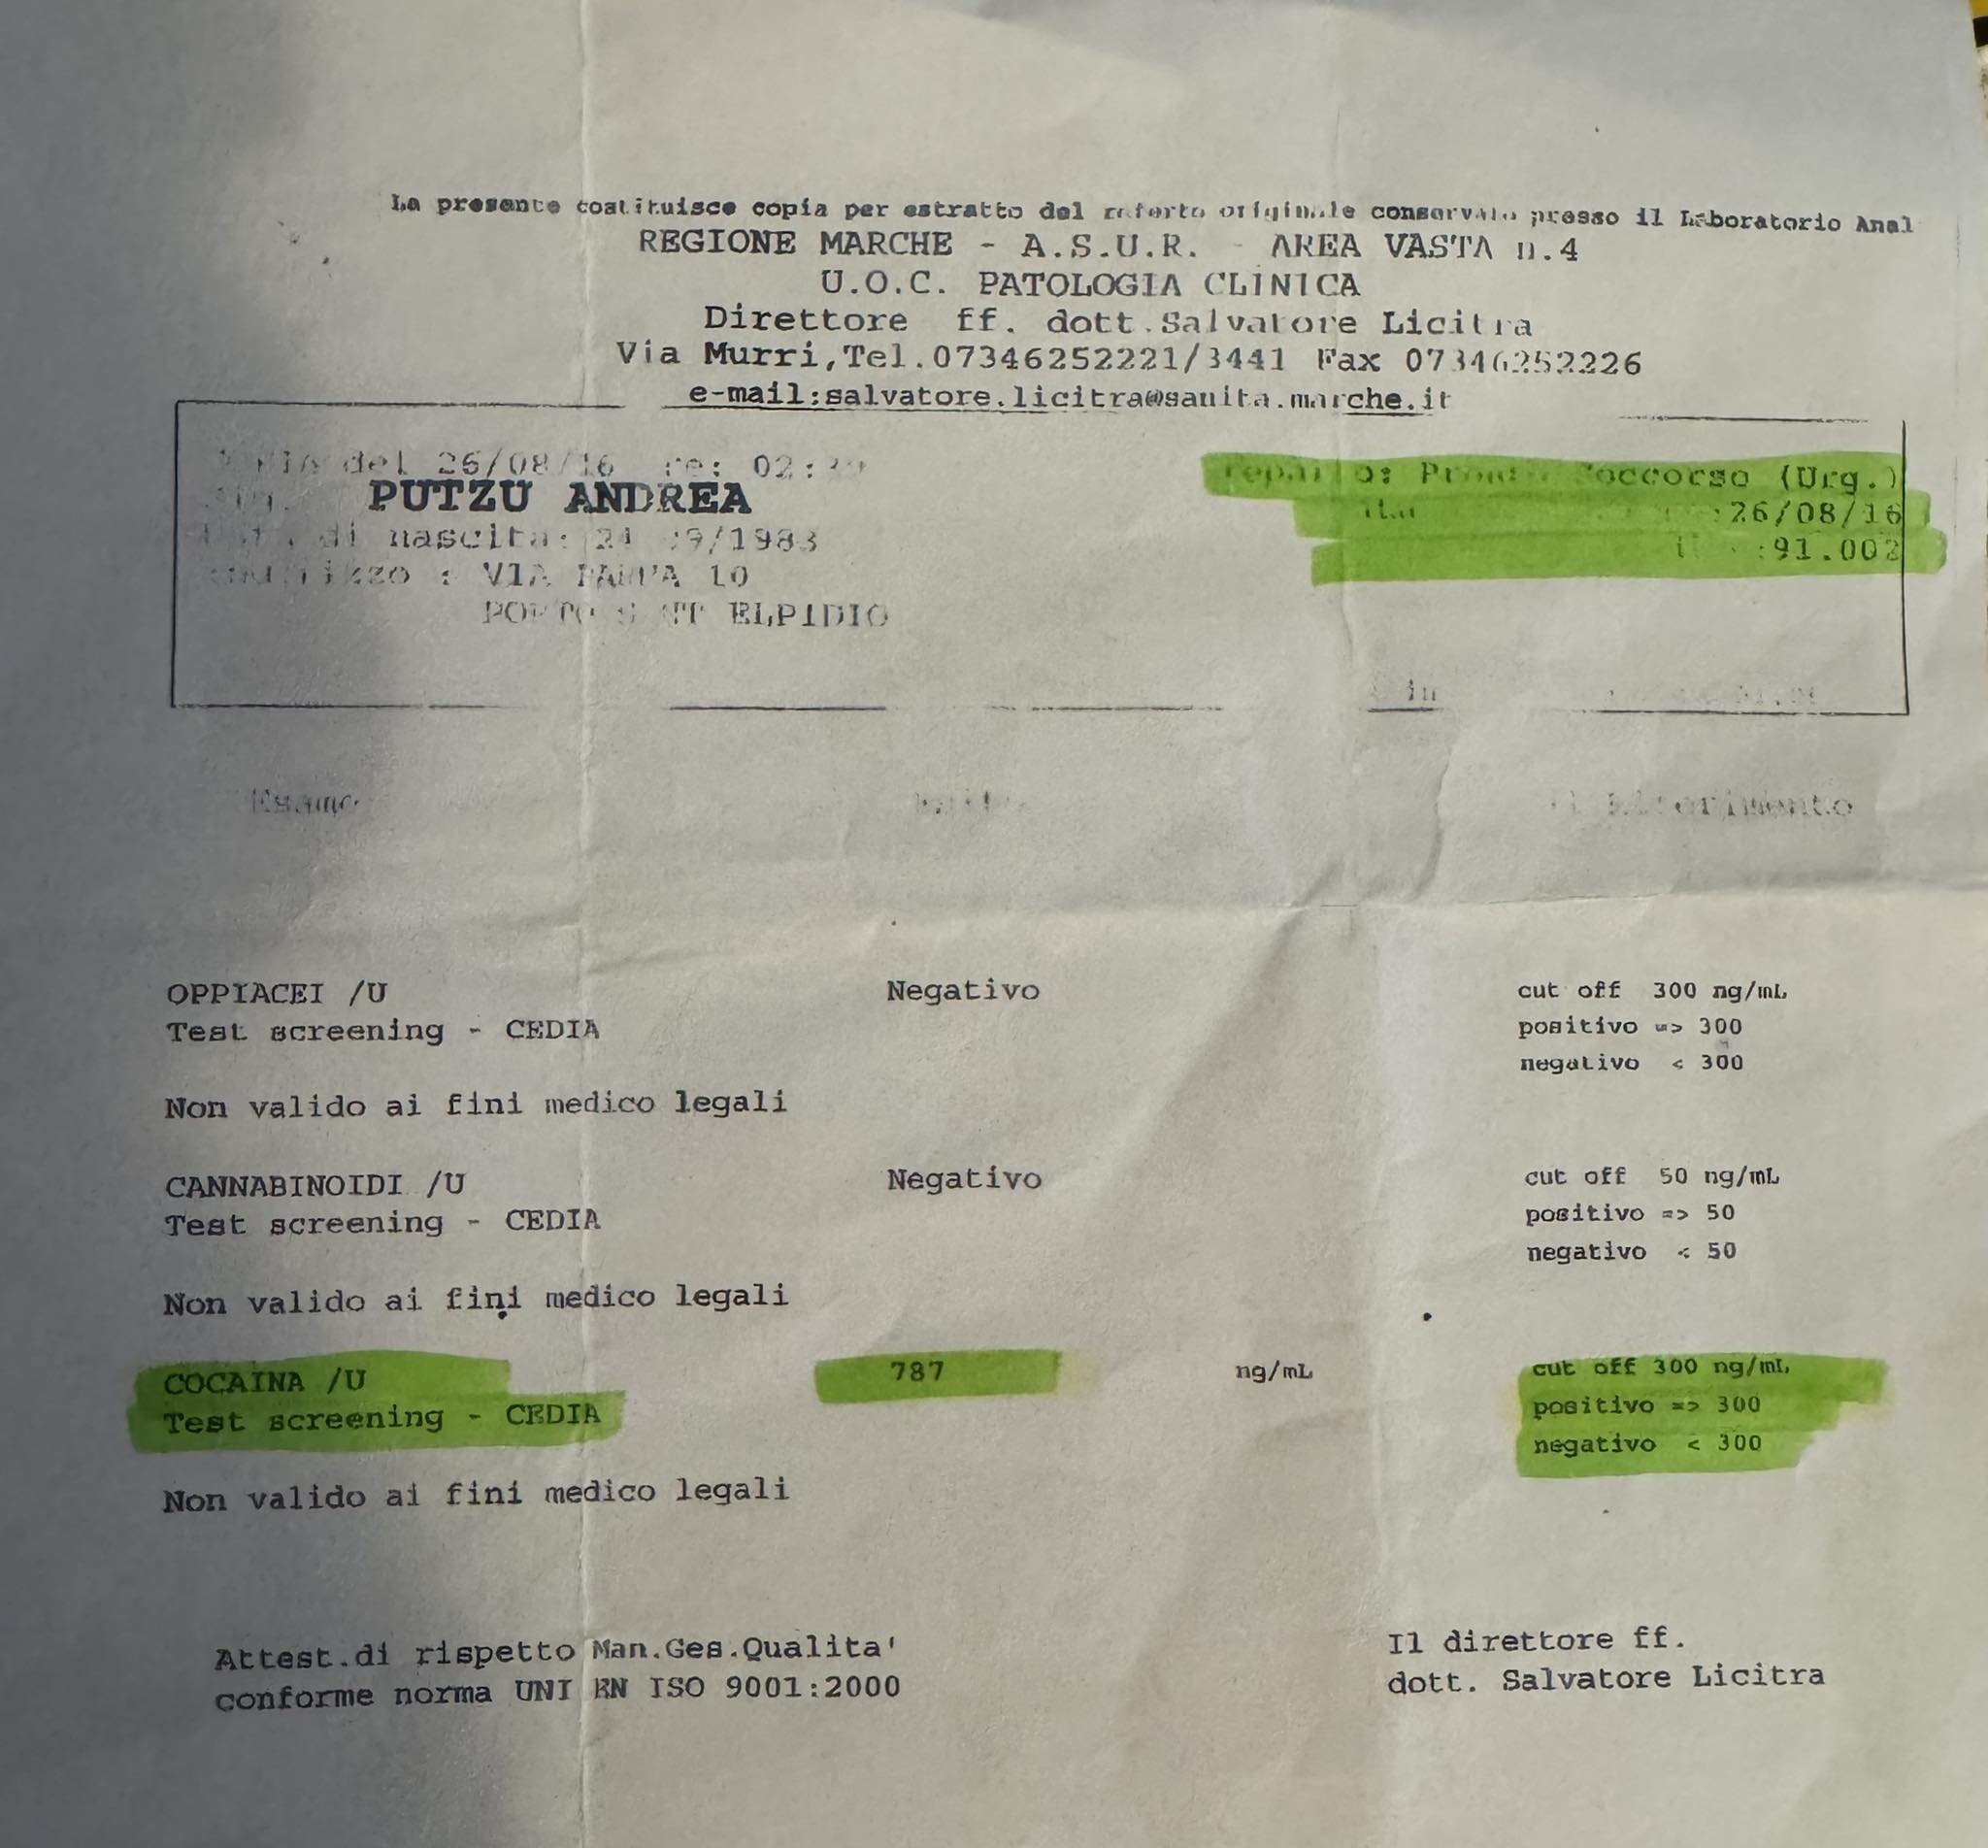 La presente costituisce copia per estratto del referto originale conservato presso il Laboratorio Anal
REGIONE MARCHE - A.S.U.R. - AREA VASTA n.4
U.O.C. PATOLOGIA CLINICA
Direttore ff. dott.Salvatore Licitra
Via Murri,Tel.07346252221/3441 Fax 07346252226
e-mail:salvatore.licitra@sanita.marche.it
del 26/08/16 02:
reparto: Pronto Soccorso (Urg.)
PUTZU ANDREA
:26/08/16
di nascita: /1983
:91.002
: VIA 10
ELPIDIO
in
Esame
Riferimento
OPPIACEI /U Negativo cut off 300 ng/mL
Test screening - CEDIA positivo => 300
negativo < 300
Non valido ai fini medico legali
CANNABINOIDI /U Negativo cut off 50 ng/mL
Test screening - CEDIA positivo => 50
negativo < 50
Non valido ai fini medico legali
COCAINA /U 787 ng/mL cut off 300 ng/mL
Test screening - CEDIA positivo => 300
negativo < 300
Non valido ai fini medico legali
Attest.di rispetto Man.Ges.Qualita' Il direttore ff.
conforme norma UNI EN ISO 9001:2000 dott. Salvatore Licitra